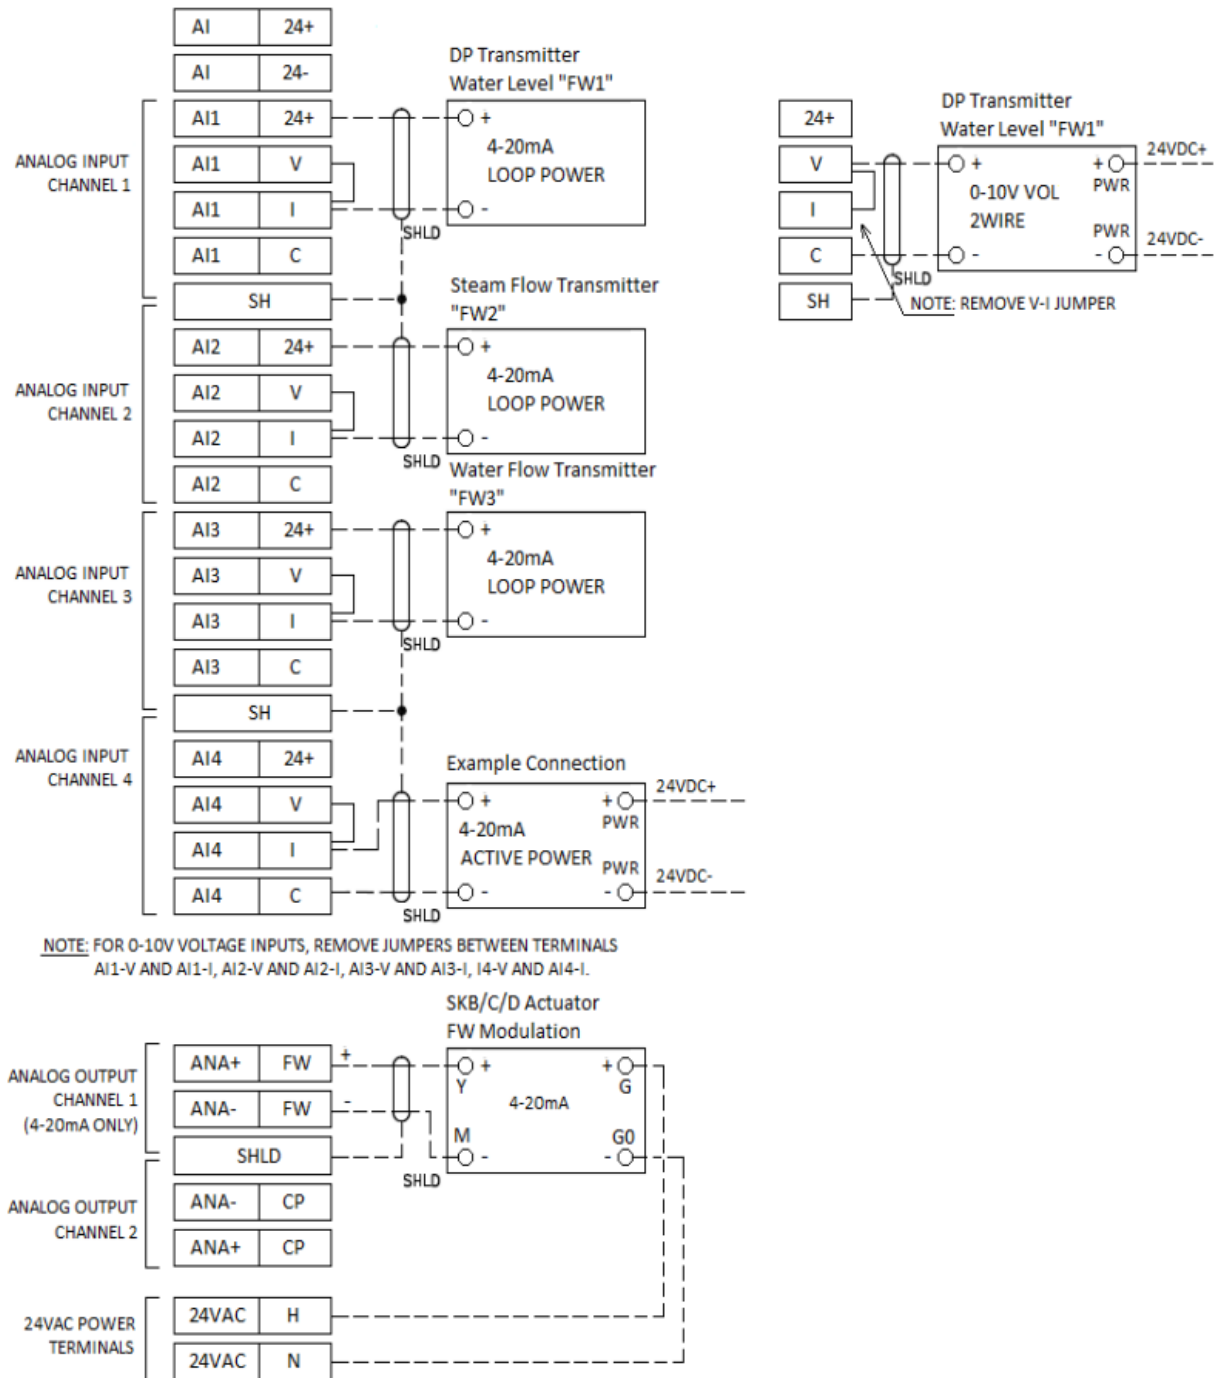 AI 24+
AI 24-
ANALOG INPUT
CHANNEL 1
AI1 24+
AI1 V
AI1 I
AI1 C
SH
DP Transmitter
Water Level "FW1"
+
4-20mA
LOOP POWER
-
SHLD
24+
V
I
C
SH
DP Transmitter
Water Level "FW1"
+ +
PWR
0-10V VOL
2WIRE
PWR
- -
24VDC+
24VDC-
SHLD
NOTE: REMOVE V-I JUMPER
ANALOG INPUT
CHANNEL 2
AI2 24+
AI2 V
AI2 I
AI2 C
Steam Flow Transmitter
"FW2"
+
4-20mA
LOOP POWER
-
SHLD
ANALOG INPUT
CHANNEL 3
AI3 24+
AI3 V
AI3 I
AI3 C
SH
Water Flow Transmitter
"FW3"
+
4-20mA
LOOP POWER
-
SHLD
ANALOG INPUT
CHANNEL 4
AI4 24+
AI4 V
AI4 I
AI4 C
Example Connection
+ +
PWR
4-20mA
ACTIVE POWER
PWR
- -
24VDC+
24VDC-
SHLD
NOTE: FOR 0-10V VOLTAGE INPUTS, REMOVE JUMPERS BETWEEN TERMINALS
AI1-V AND AI1-I, AI2-V AND AI2-I, AI3-V AND AI3-I, I4-V AND AI4-I.
ANALOG OUTPUT
CHANNEL 1
(4-20mA ONLY)
ANA+ FW +
ANA- FW -
SHLD
SKB/C/D Actuator
FW Modulation
+ +
Y G
4-20mA
M G0
- -
SHLD
ANALOG OUTPUT
CHANNEL 2
ANA- CP
ANA+ CP
24VAC POWER
TERMINALS
24VAC H
24VAC N